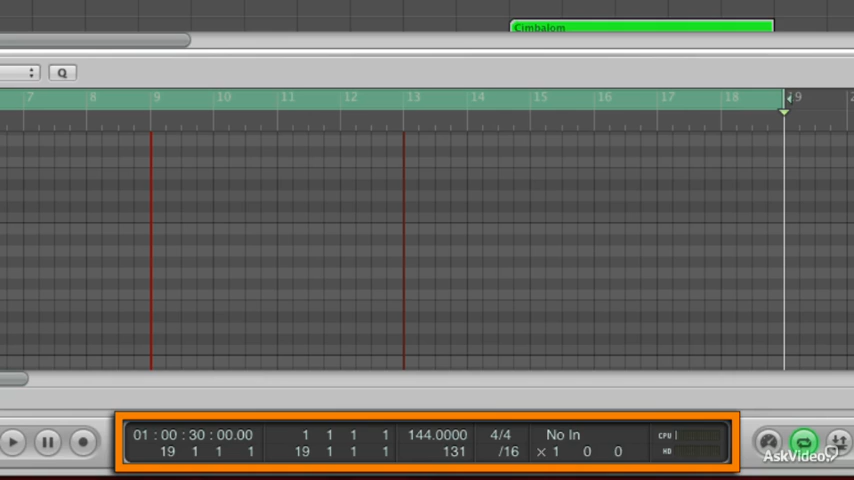 Cimbalom
Q
7 8 9 10 11 12 13 14 15 16 17 18 19 2
01 : 00 : 30 : 00.00 1 1 1 1 144.0000 4/4 No In CPU
19 1 1 1 19 1 1 1 131 /16 × 1 0 0 HD
AskVideo